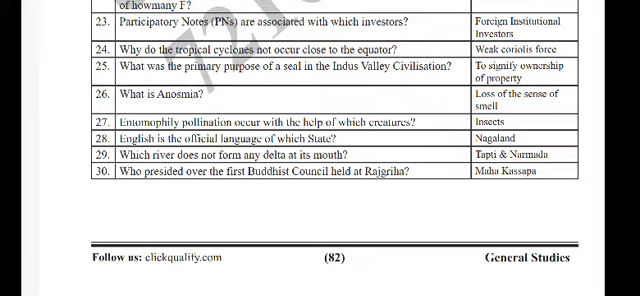 of howmany F?
23. Participatory Notes (PNs) are associated with which investors? Foreign Institutional
Investors
24. Why do the tropical cyclones not occur close to the equator? Weak coriolis force
25. What was the primary purpose of a seal in the Indus Valley Civilisation? To signify ownership
of property
26. What is Anosmia? Loss of the sense of
smell
27. Entomophily pollination occur with the help of which creatures? Insects
28. English is the official language of which State? Nagaland
29. Which river does not form any delta at its mouth? Tapti & Narmada
30. Who presided over the first Buddhist Council held at Rajgriha? Maha Kassapa
Follow us: clickqualify.com (82) General Studies